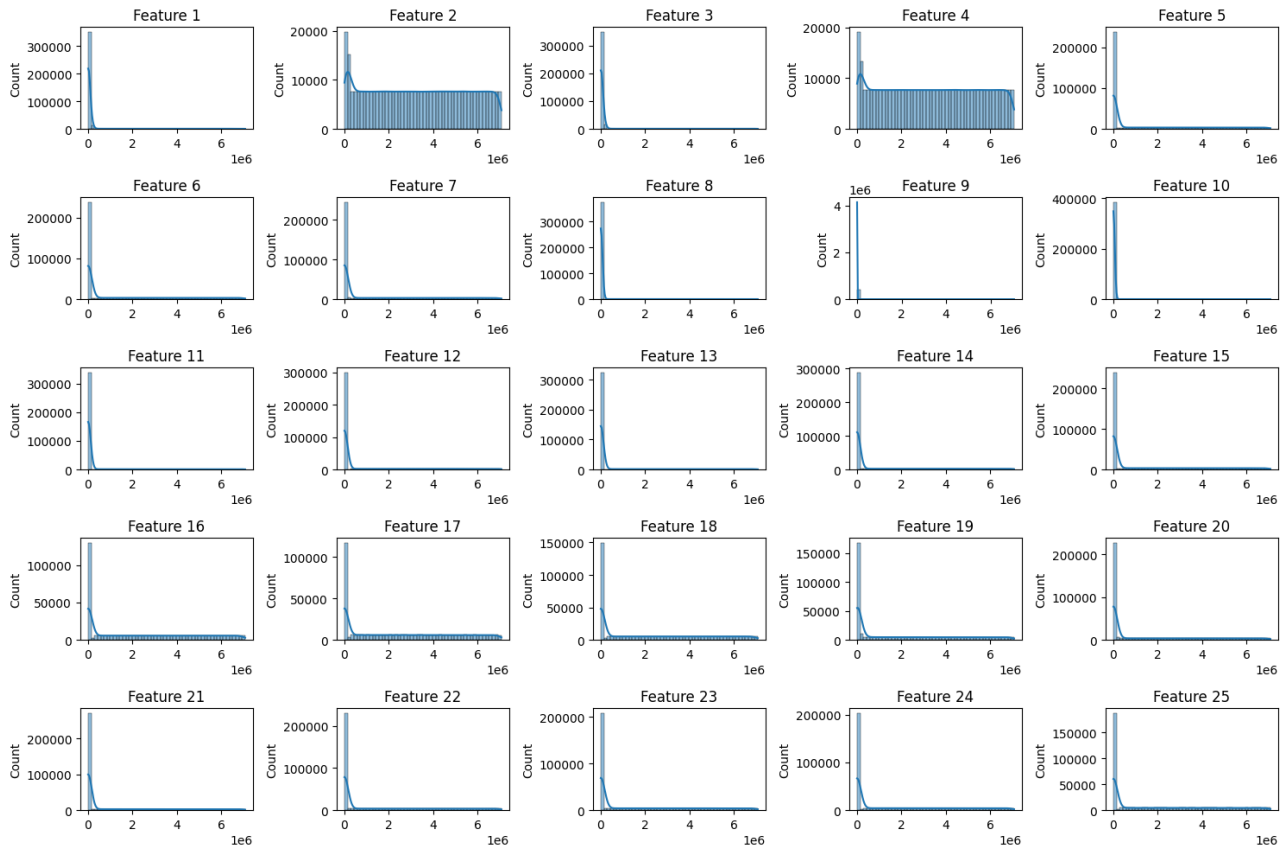 Feature 1 Feature 2 Feature 3 Feature 4 Feature 5
Count 300000 200000 100000 0
0 2 4 6
1e6
Count 20000 10000 0
0 2 4 6
1e6
Count 300000 200000 100000 0
0 2 4 6
1e6
Count 20000 10000 0
0 2 4 6
1e6
Count 200000 100000 0
0 2 4 6
1e6
Feature 6 Feature 7 Feature 8 Feature 9 Feature 10
Count 200000 100000 0
0 2 4 6
1e6
Count 200000 100000 0
0 2 4 6
1e6
Count 300000 200000 100000 0
0 2 4 6
1e6
1e6
Count 4 2 0
0 2 4 6
1e6
Count 400000 200000 0
0 2 4 6
1e6
Feature 11 Feature 12 Feature 13 Feature 14 Feature 15
Count 300000 200000 100000 0
0 2 4 6
1e6
Count 300000 200000 100000 0
0 2 4 6
1e6
Count 300000 200000 100000 0
0 2 4 6
1e6
Count 300000 200000 100000 0
0 2 4 6
1e6
Count 200000 100000 0
0 2 4 6
1e6
Feature 16 Feature 17 Feature 18 Feature 19 Feature 20
Count 100000 50000 0
0 2 4 6
1e6
Count 100000 50000 0
0 2 4 6
1e6
Count 150000 100000 50000 0
0 2 4 6
1e6
Count 150000 100000 50000 0
0 2 4 6
1e6
Count 200000 100000 0
0 2 4 6
1e6
Feature 21 Feature 22 Feature 23 Feature 24 Feature 25
Count 200000 100000 0
0 2 4 6
1e6
Count 200000 100000 0
0 2 4 6
1e6
Count 200000 150000 100000 50000 0
0 2 4 6
1e6
Count 200000 150000 100000 50000 0
0 2 4 6
1e6
Count 150000 100000 50000 0
0 2 4 6
1e6